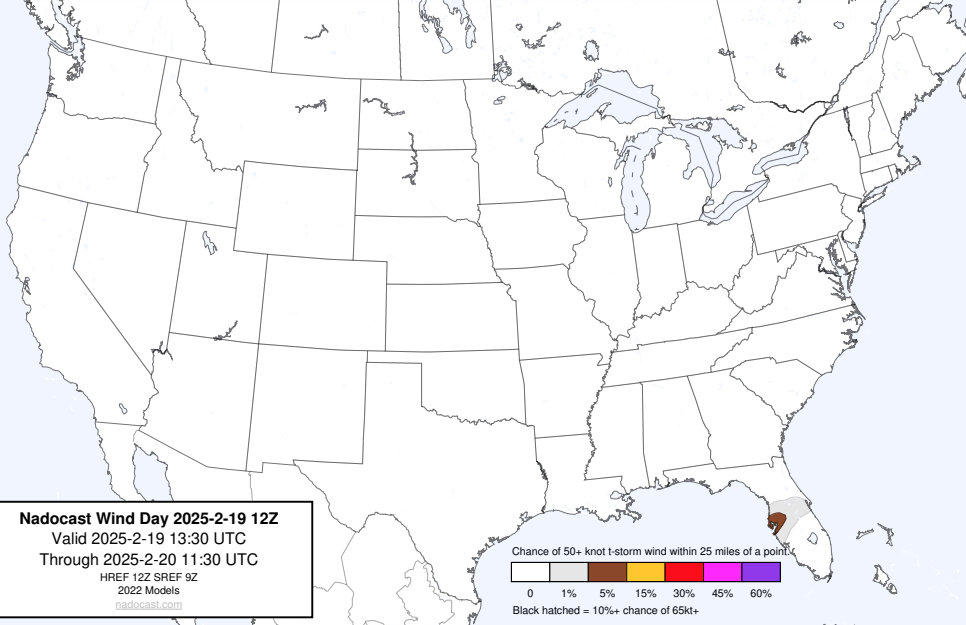 Nadocast Wind Day 2025-2-19 12Z
Valid 2025-2-19 13:30 UTC
Through 2025-2-20 11:30 UTC
HREF 12Z SREF 9Z
2022 Models
nadocast.com
Chance of 50+ knot t-storm wind within 25 miles of a point.
0 1% 5% 15% 30% 45% 60%
Black hatched = 10%+ chance of 65kt+